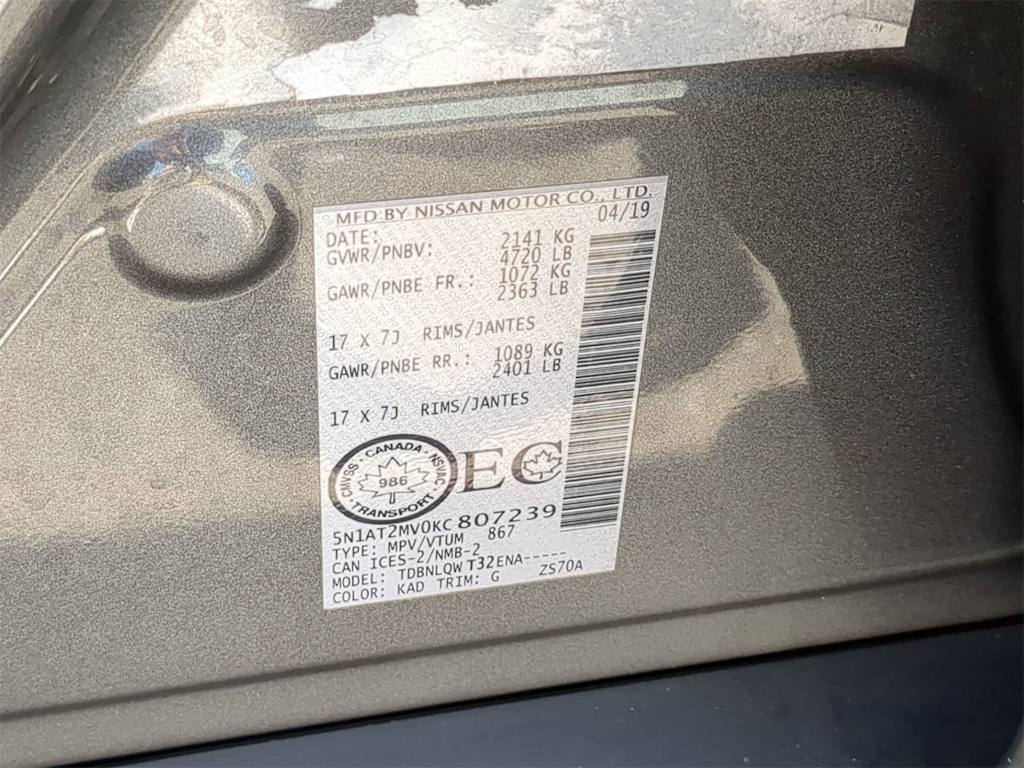 MFD BY NISSAN MOTOR CO., LTD.
DATE: 04/19
GVWR/PNBV: 2141 KG
4720 LB
GAWR/PNBE FR.: 1072 KG
2363 LB
17 X 7J RIMS/JANTES
GAWR/PNBE RR.: 1089 KG
2401 LB
17 X 7J RIMS/JANTES
CMVSS · CANADA · NSVAC · TRANSPORT ·
986
EC
5N1AT2MV0KC807239
TYPE: MPV/VTUM 867
CAN ICES-2/NMB-2
MODEL: TDBNLQWT32ENA-----
COLOR: KAD TRIM: G ZS70A